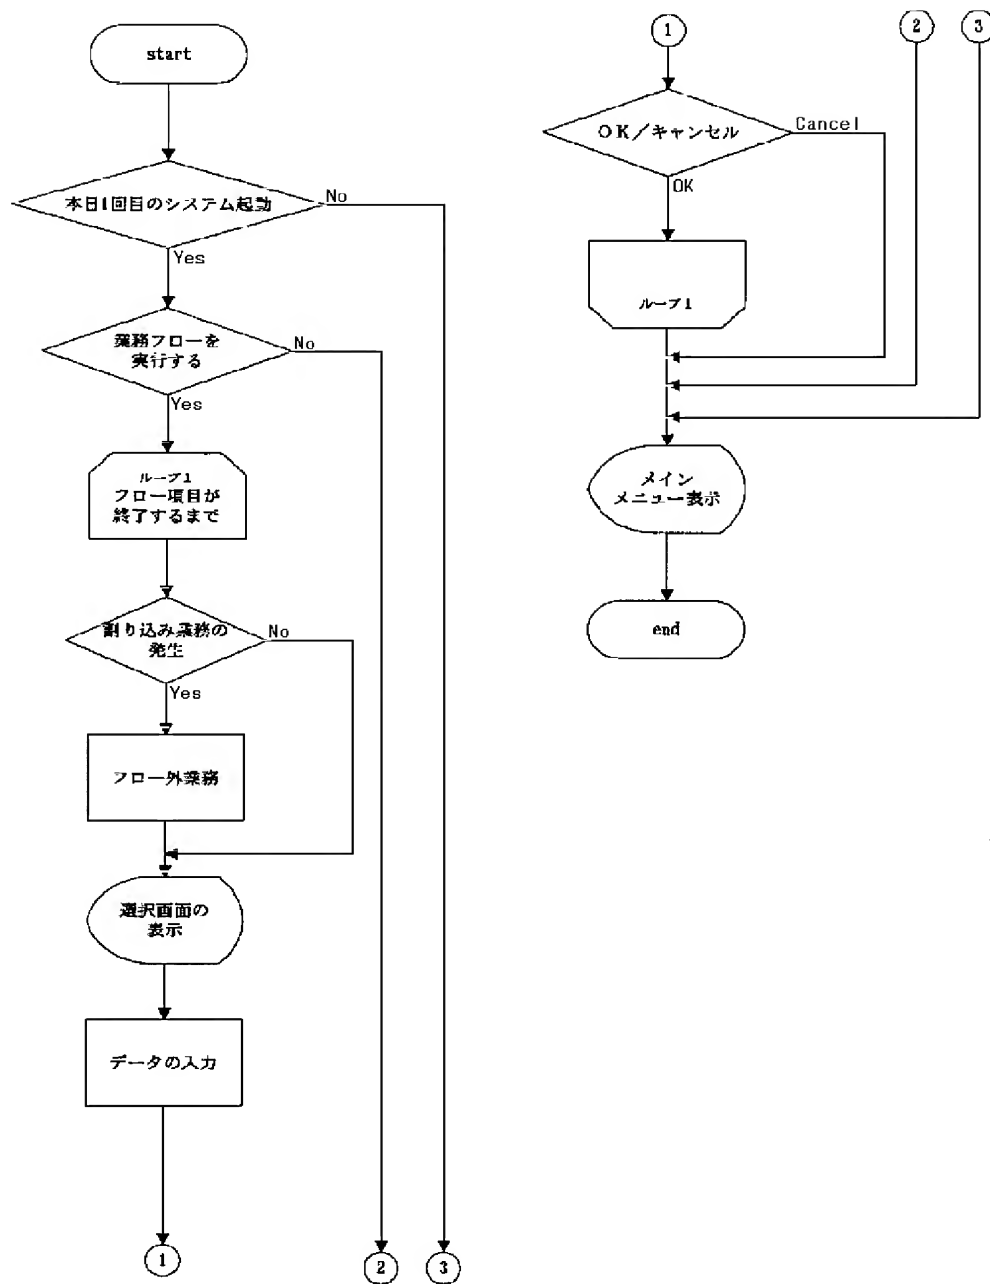 start
本日1回目のシステム起動
No
Yes
業務フローを
実行する
No
Yes
ループ1
フロー項目が
終了するまで
割り込み業務の
発生
No
Yes
フロー外業務
選択画面の
表示
データの入力
1
2
3
1
2
3
OK/キャンセル
Cancel
OK
ループ1
メイン
メニュー表示
end